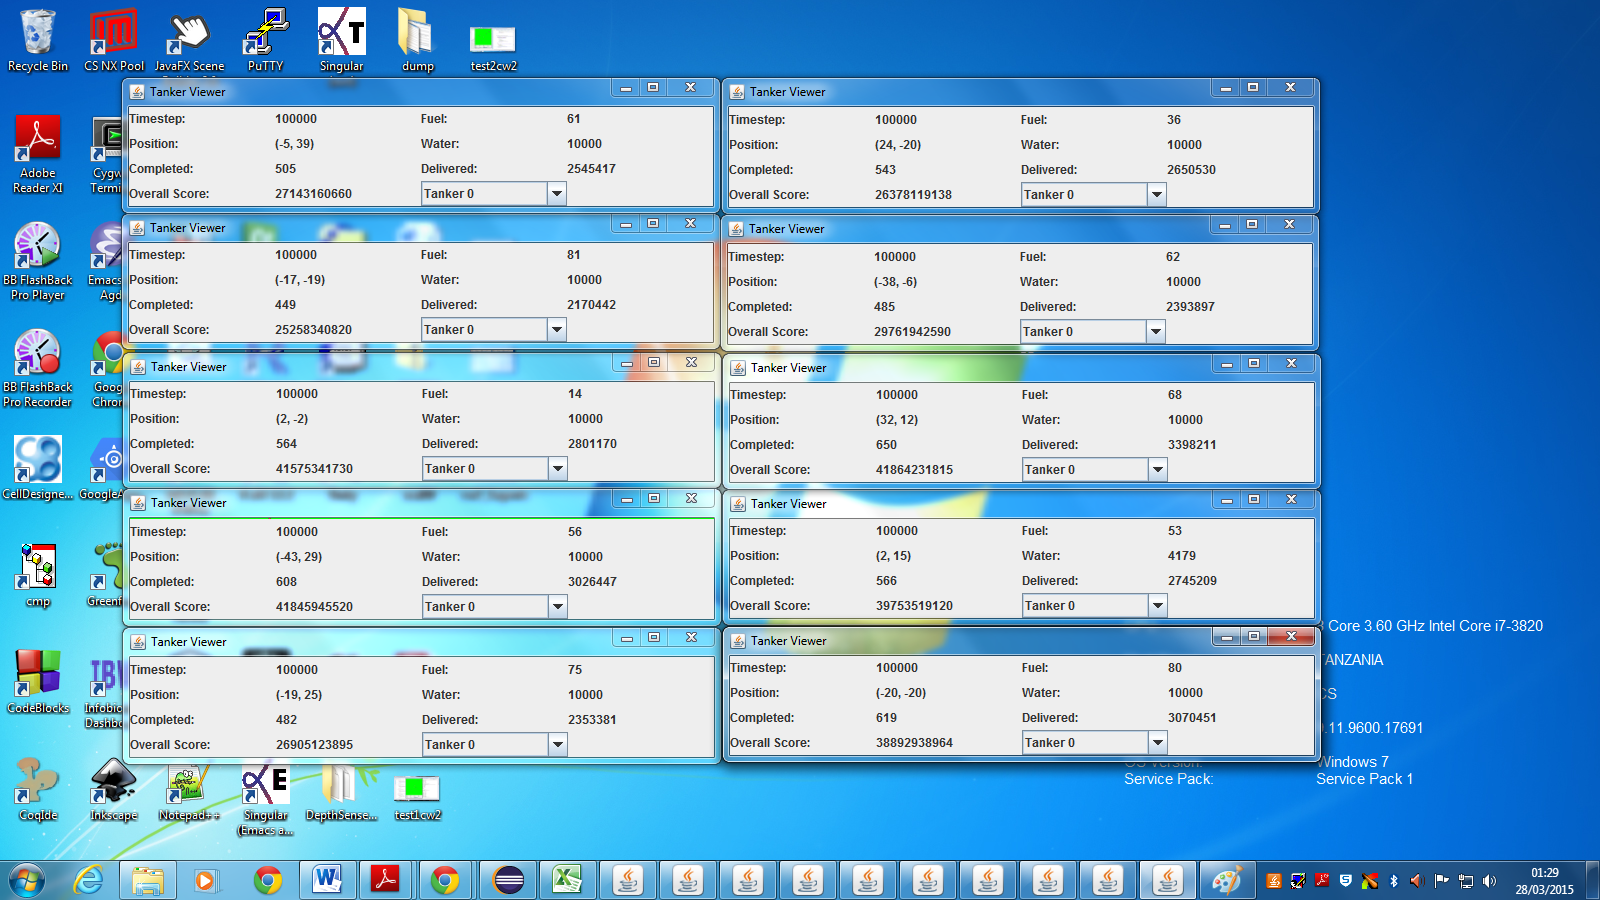 Recycle Bin
CS NX Pool
JavaFX Scene
PuTTY
Singular
dump
test2cw2
Adobe
Reader XI
Cygw
Termi
BB FlashBack
Pro Player
Emacs
Agd
BB FlashBack
Pro Recorder
Goog
Chro
CellDesigne...
GoogleA
cmp
Greenf
CodeBlocks
Infobio
Dashbo
CoqIde
Inkscape
Notepad++
Singular
(Emacs a...
DepthSense...
test1cw2
Tanker Viewer
Timestep: 100000 Fuel: 61
Position: (-5, 39) Water: 10000
Completed: 505 Delivered: 2545417
Overall Score: 27143160660 Tanker 0
Tanker Viewer
Timestep: 100000 Fuel: 36
Position: (24, -20) Water: 10000
Completed: 543 Delivered: 2650530
Overall Score: 26378119138 Tanker 0
Tanker Viewer
Timestep: 100000 Fuel: 81
Position: (-17, -19) Water: 10000
Completed: 449 Delivered: 2170442
Overall Score: 25258340820 Tanker 0
Tanker Viewer
Timestep: 100000 Fuel: 62
Position: (-38, -6) Water: 10000
Completed: 485 Delivered: 2393897
Overall Score: 29761942590 Tanker 0
Tanker Viewer
Timestep: 100000 Fuel: 14
Position: (2, -2) Water: 10000
Completed: 564 Delivered: 2801170
Overall Score: 41575341730 Tanker 0
Tanker Viewer
Timestep: 100000 Fuel: 68
Position: (32, 12) Water: 10000
Completed: 650 Delivered: 3398211
Overall Score: 41864231815 Tanker 0
Tanker Viewer
Timestep: 100000 Fuel: 56
Position: (-43, 29) Water: 10000
Completed: 608 Delivered: 3026447
Overall Score: 41845945520 Tanker 0
Tanker Viewer
Timestep: 100000 Fuel: 53
Position: (2, 15) Water: 4179
Completed: 566 Delivered: 2745209
Overall Score: 39753519120 Tanker 0
Tanker Viewer
Timestep: 100000 Fuel: 75
Position: (-19, 25) Water: 10000
Completed: 482 Delivered: 2353381
Overall Score: 26905123895 Tanker 0
Tanker Viewer
Timestep: 100000 Fuel: 80
Position: (-20, -20) Water: 10000
Completed: 619 Delivered: 3070451
Overall Score: 38892938964 Tanker 0
Core 3.60 GHz Intel Core i7-3820
TANZANIA
CS
.11.9600.17691
OS Version: Windows 7
Service Pack: Service Pack 1
01:29
28/03/2015